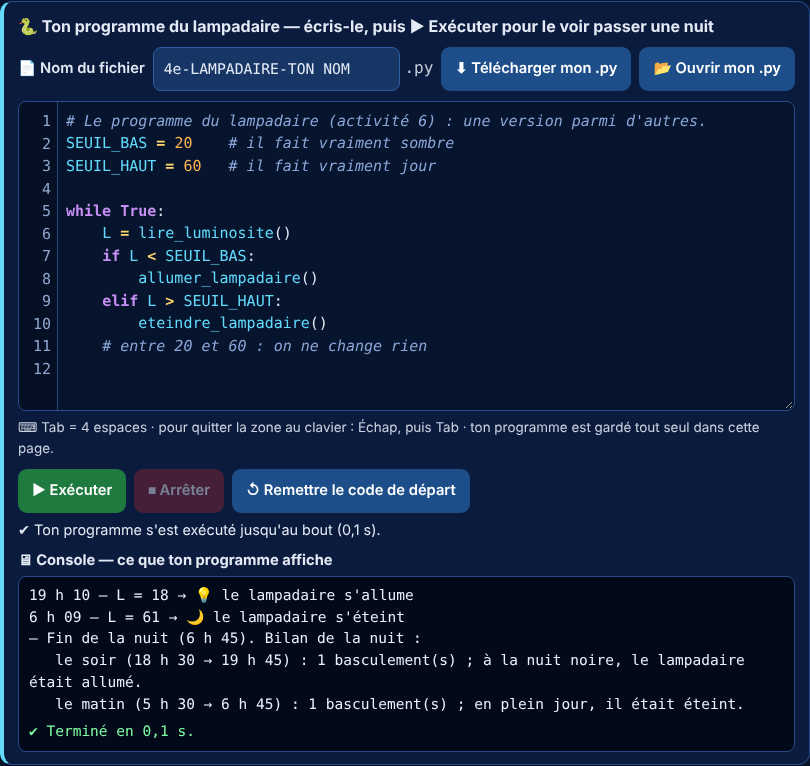 🐍 Ton programme du lampadaire — écris-le, puis ▶ Exécuter pour le voir passer une nuit
📄 Nom du fichier 4e-LAMPADAIRE-TON NOM .py ⬇ Télécharger mon .py 📂 Ouvrir mon .py
1 # Le programme du lampadaire (activité 6) : une version parmi d'autres.
2 SEUIL_BAS = 20    # il fait vraiment sombre
3 SEUIL_HAUT = 60   # il fait vraiment jour
4
5 while True:
6     L = lire_luminosite()
7     if L < SEUIL_BAS:
8         allumer_lampadaire()
9     elif L > SEUIL_HAUT:
10         eteindre_lampadaire()
11     # entre 20 et 60 : on ne change rien
12
⌨ Tab = 4 espaces · pour quitter la zone au clavier : Échap, puis Tab · ton programme est gardé tout seul dans cette
page.
▶ Exécuter ■ Arrêter ↺ Remettre le code de départ
✔ Ton programme s'est exécuté jusqu'au bout (0,1 s).
🖥 Console — ce que ton programme affiche
19 h 10 — L = 18 → 💡 le lampadaire s'allume
6 h 09 — L = 61 → 🌙 le lampadaire s'éteint
— Fin de la nuit (6 h 45). Bilan de la nuit :
le soir (18 h 30 → 19 h 45) : 1 basculement(s) ; à la nuit noire, le lampadaire
était allumé.
le matin (5 h 30 → 6 h 45) : 1 basculement(s) ; en plein jour, il était éteint.
✔ Terminé en 0,1 s.